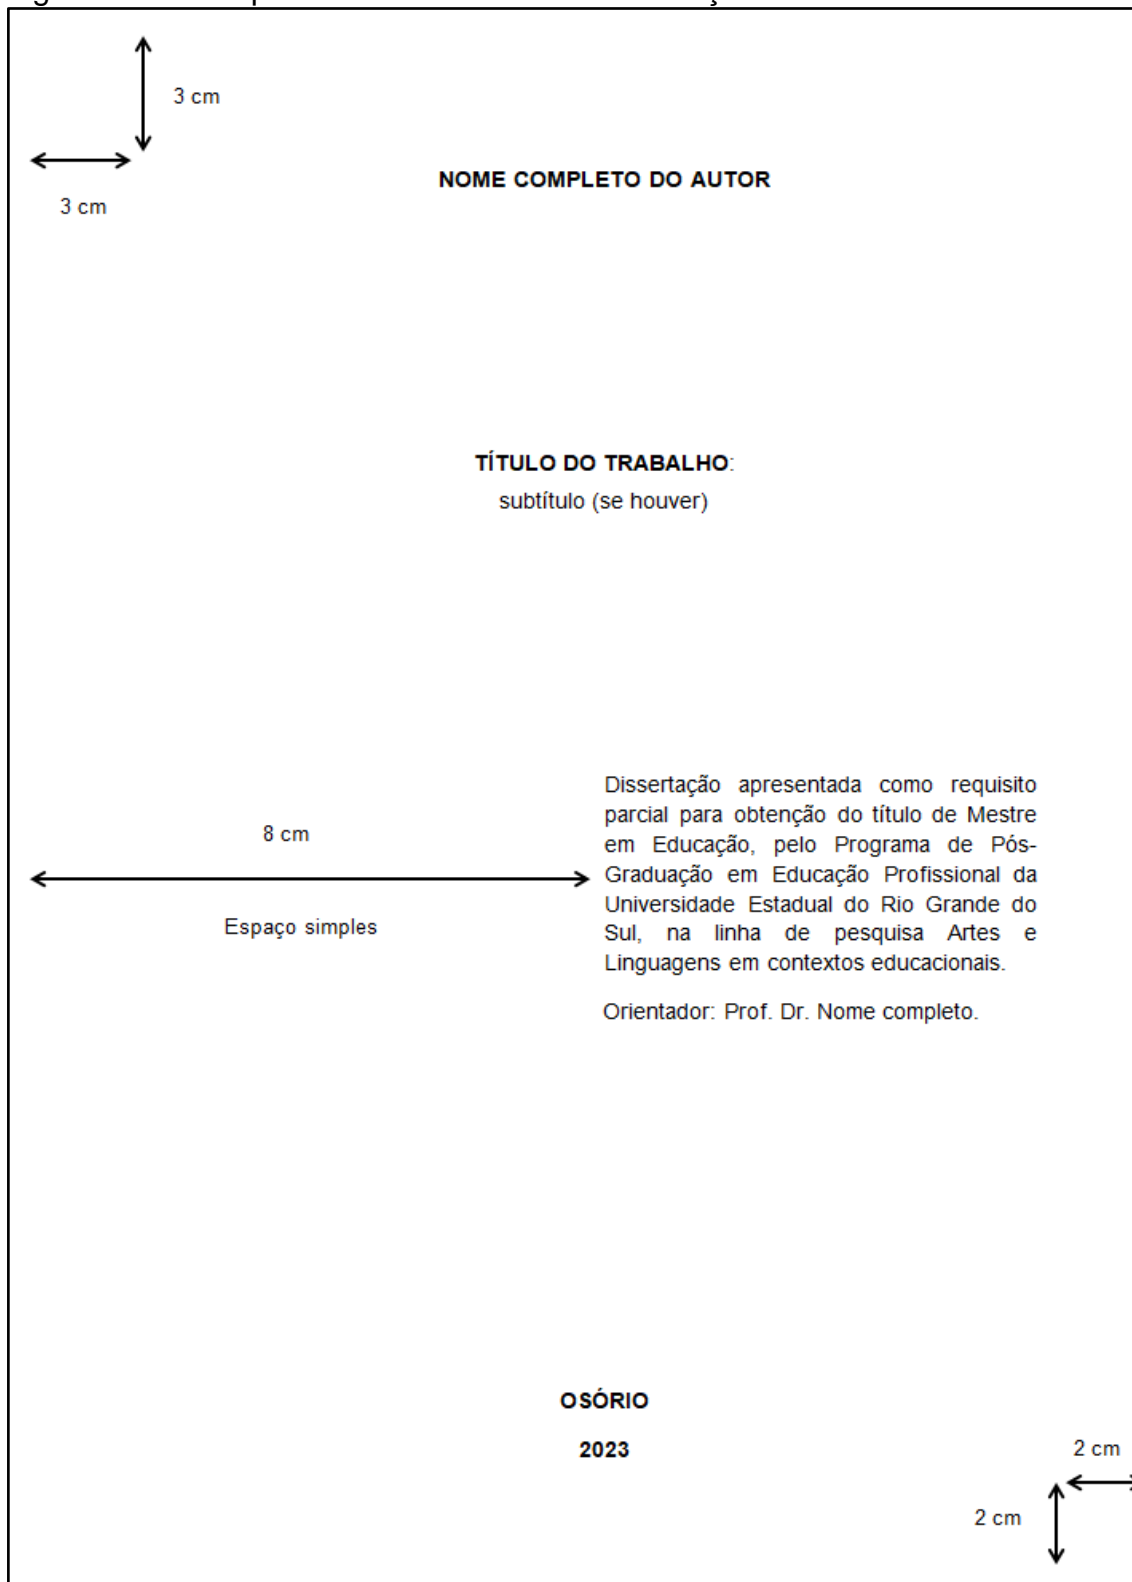 3 cm
3 cm
NOME COMPLETO DO AUTOR
TÍTULO DO TRABALHO:
subtítulo (se houver)
Dissertação apresentada como requisito
parcial para obtenção do título de Mestre
em Educação, pelo Programa de Pós-
Graduação em Educação Profissional da
Universidade Estadual do Rio Grande do
Sul, na linha de pesquisa Artes e
Linguagens em contextos educacionais.
8 cm
Espaço simples
Orientador: Prof. Dr. Nome completo.
OSÓRIO
2023
2 cm
2 cm